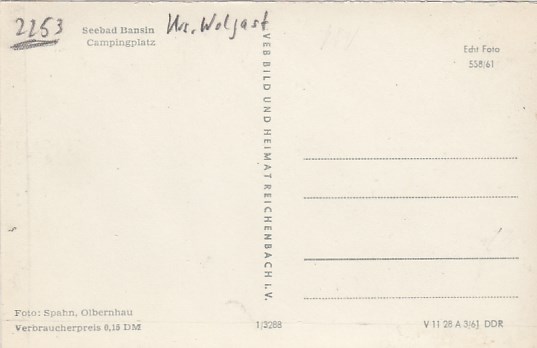 2253
Seebad Bansin
Campingplatz
Krs. Wolgast
VEB BILD UND HEIMAT REICHENBACH I. V.
Echt Foto
558/61
Foto: Spahn, Olbernhau
Verbraucherpreis 0,15 DM
1/3288
V 11 28 A 3/61 DDR